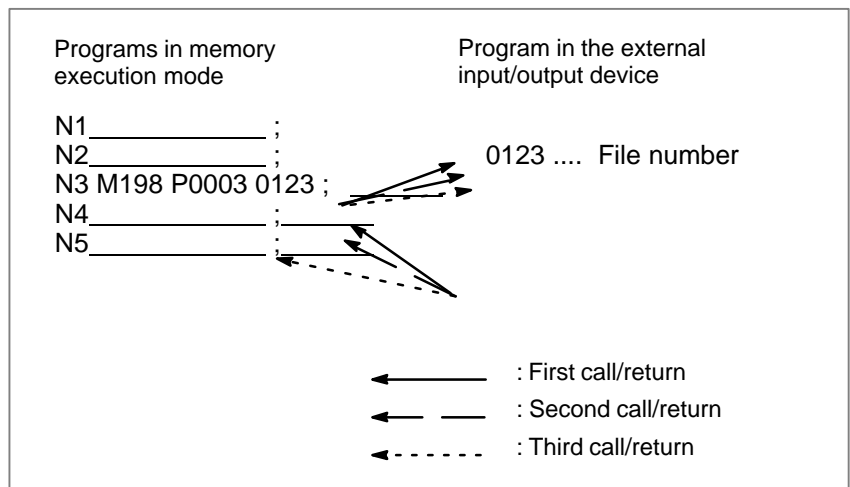 Programs in memory
execution mode
Program in the external
input/output device
N1 ;
N2 ;
N3 M198 P0003 0123 ;
N4 ;
N5 ;
0123 .... File number
: First call/return
: Second call/return
: Third call/return